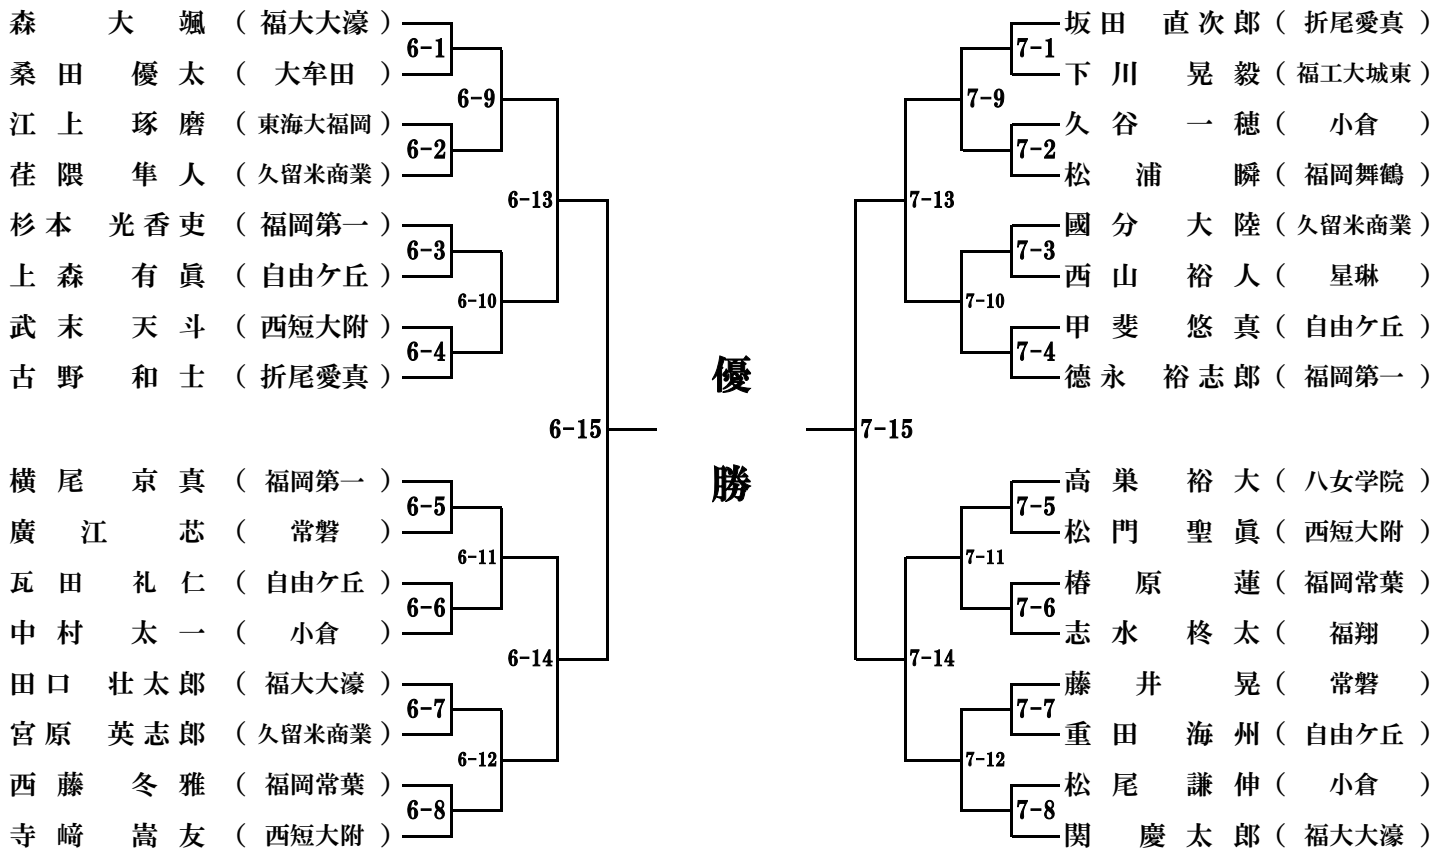 森 大颯 ( 福大大濠 )
6-1
桑田 優太 ( 大牟田 )
6-9
江上 琢磨 ( 東海大福岡 )
6-2
荏隈 隼人 ( 久留米商業 )
6-13
杉本 光香吏 ( 福岡第一 )
6-3
上森 有眞 ( 自由ケ丘 )
6-10
武末 天斗 ( 西短大附 )
6-4
古野 和士 ( 折尾愛真 )
6-15
横尾 京真 ( 福岡第一 )
6-5
廣江 芯 ( 常磐 )
6-11
瓦田 礼仁 ( 自由ケ丘 )
6-6
中村 太一 ( 小倉 )
6-14
田口 壮太郎 ( 福大大濠 )
6-7
宮原 英志郎 ( 久留米商業 )
6-12
西藤 冬雅 ( 福岡常葉 )
6-8
寺﨑 嵩友 ( 西短大附 )
優
勝
坂田 直次郎 ( 折尾愛真 )
7-1
下川 晃毅 ( 福工大城東 )
7-9
久谷 一穂 ( 小倉 )
7-2
松浦 瞬 ( 福岡舞鶴 )
7-13
國分 大陸 ( 久留米商業 )
7-3
西山 裕人 ( 星琳 )
7-10
甲斐 悠真 ( 自由ケ丘 )
7-4
德永 裕志郎 ( 福岡第一 )
7-15
高巣 裕大 ( 八女学院 )
7-5
松門 聖眞 ( 西短大附 )
7-11
椿原 蓮 ( 福岡常葉 )
7-6
志水 柊太 ( 福翔 )
7-14
藤井 晃 ( 常磐 )
7-7
重田 海州 ( 自由ケ丘 )
7-12
松尾 謙伸 ( 小倉 )
7-8
関 慶太郎 ( 福大大濠 )